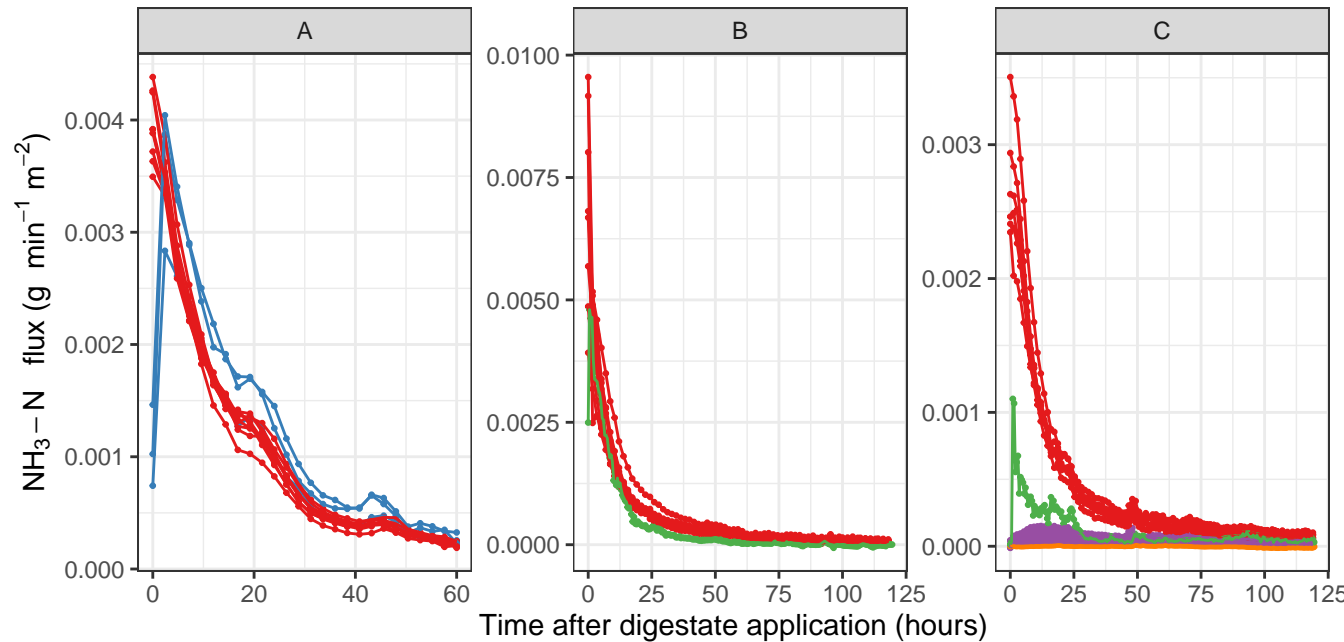 A B C
NH₃−N flux (g min⁻¹ m⁻²)
0.004
0.003
0.002
0.001
0.000
0 20 40 60
0.0100
0.0075
0.0050
0.0025
0.0000
0 25 50 75 100 125
0.003
0.002
0.001
0.000
0 25 50 75 100 125
Time after digestate application (hours)